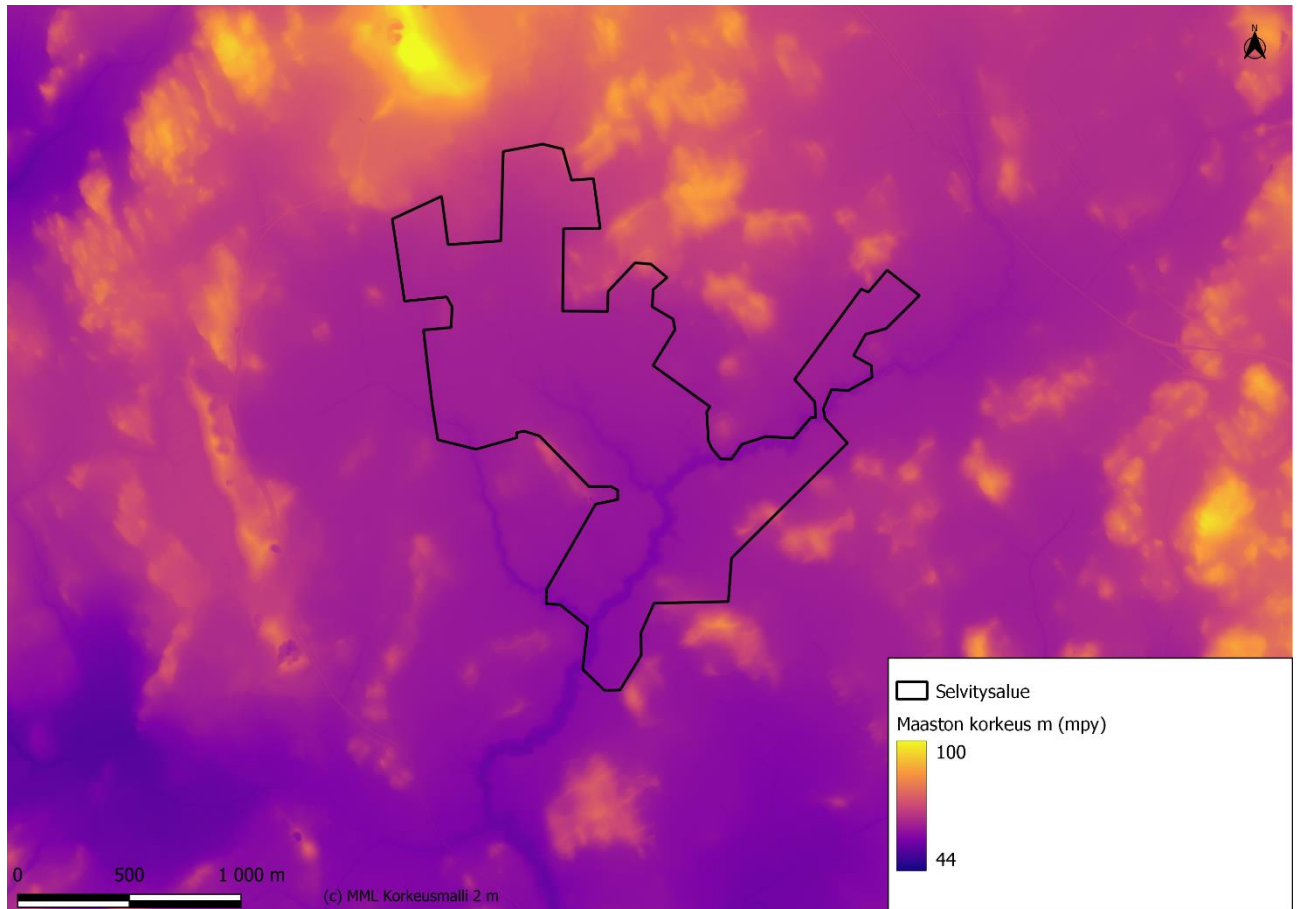 N
Selvitysalue
Maaston korkeus m (mpy)
100
44
0 500 1 000 m
(c) MML Korkeusmalli 2 m